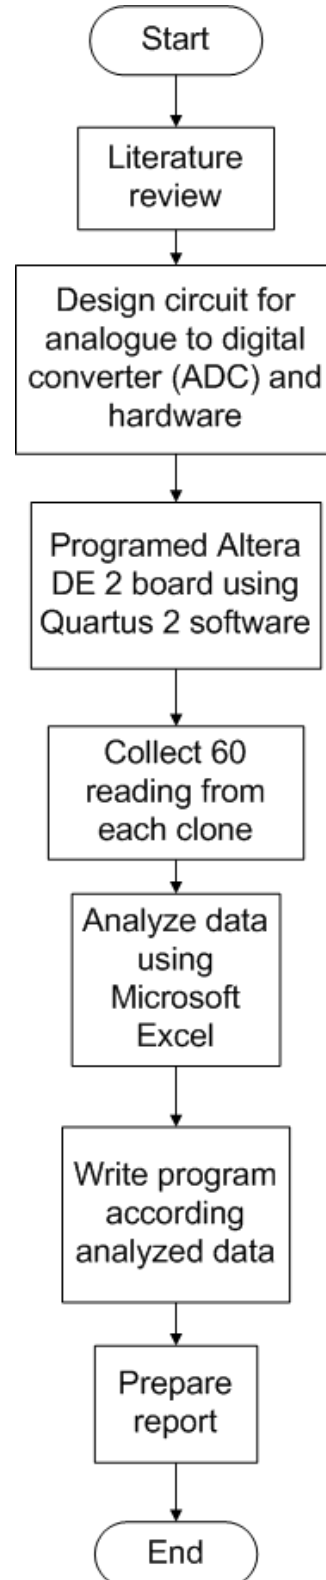 Start
Literature
review
Design circuit for
analogue to digital
converter (ADC) and
hardware
Programed Altera
DE 2 board using
Quartus 2 software
Collect 60
reading from
each clone
Analyze data
using
Microsoft
Excel
Write program
according
analyzed data
Prepare
report
End